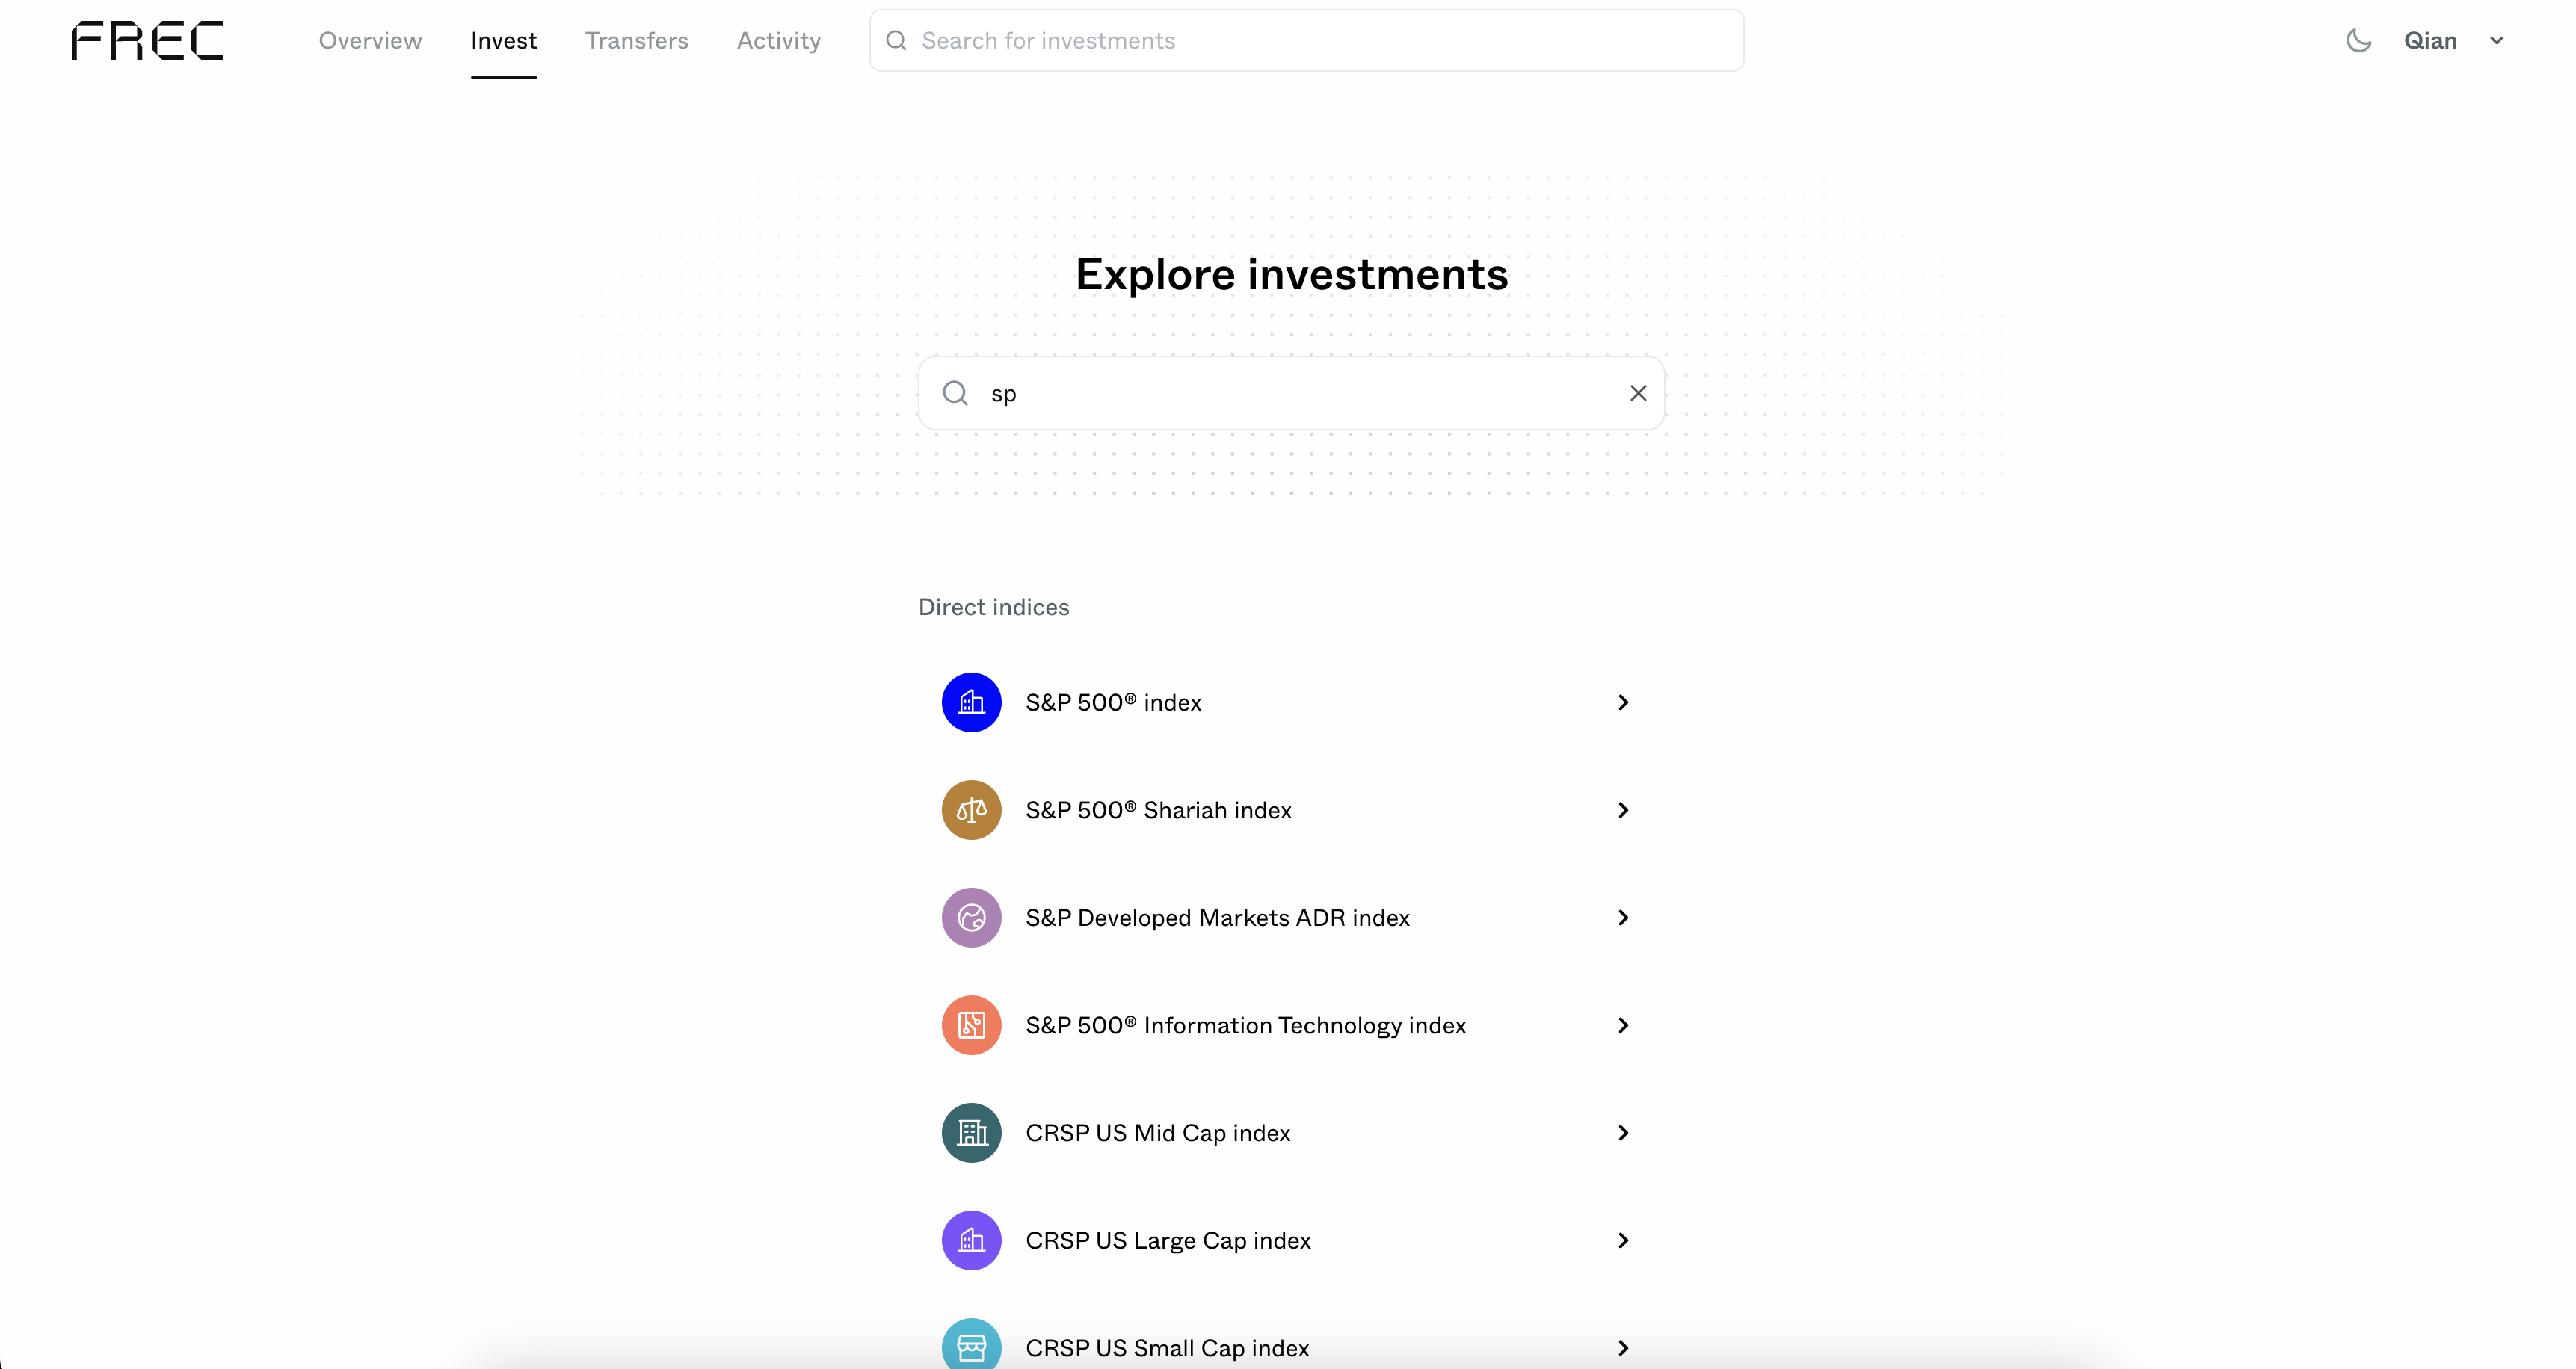 FREC
Overview
Invest
Transfers
Activity
Search for investments
Qian
Explore investments
sp
Direct indices
S&P 500® index
S&P 500® Shariah index
S&P Developed Markets ADR index
S&P 500® Information Technology index
CRSP US Mid Cap index
CRSP US Large Cap index
CRSP US Small Cap index